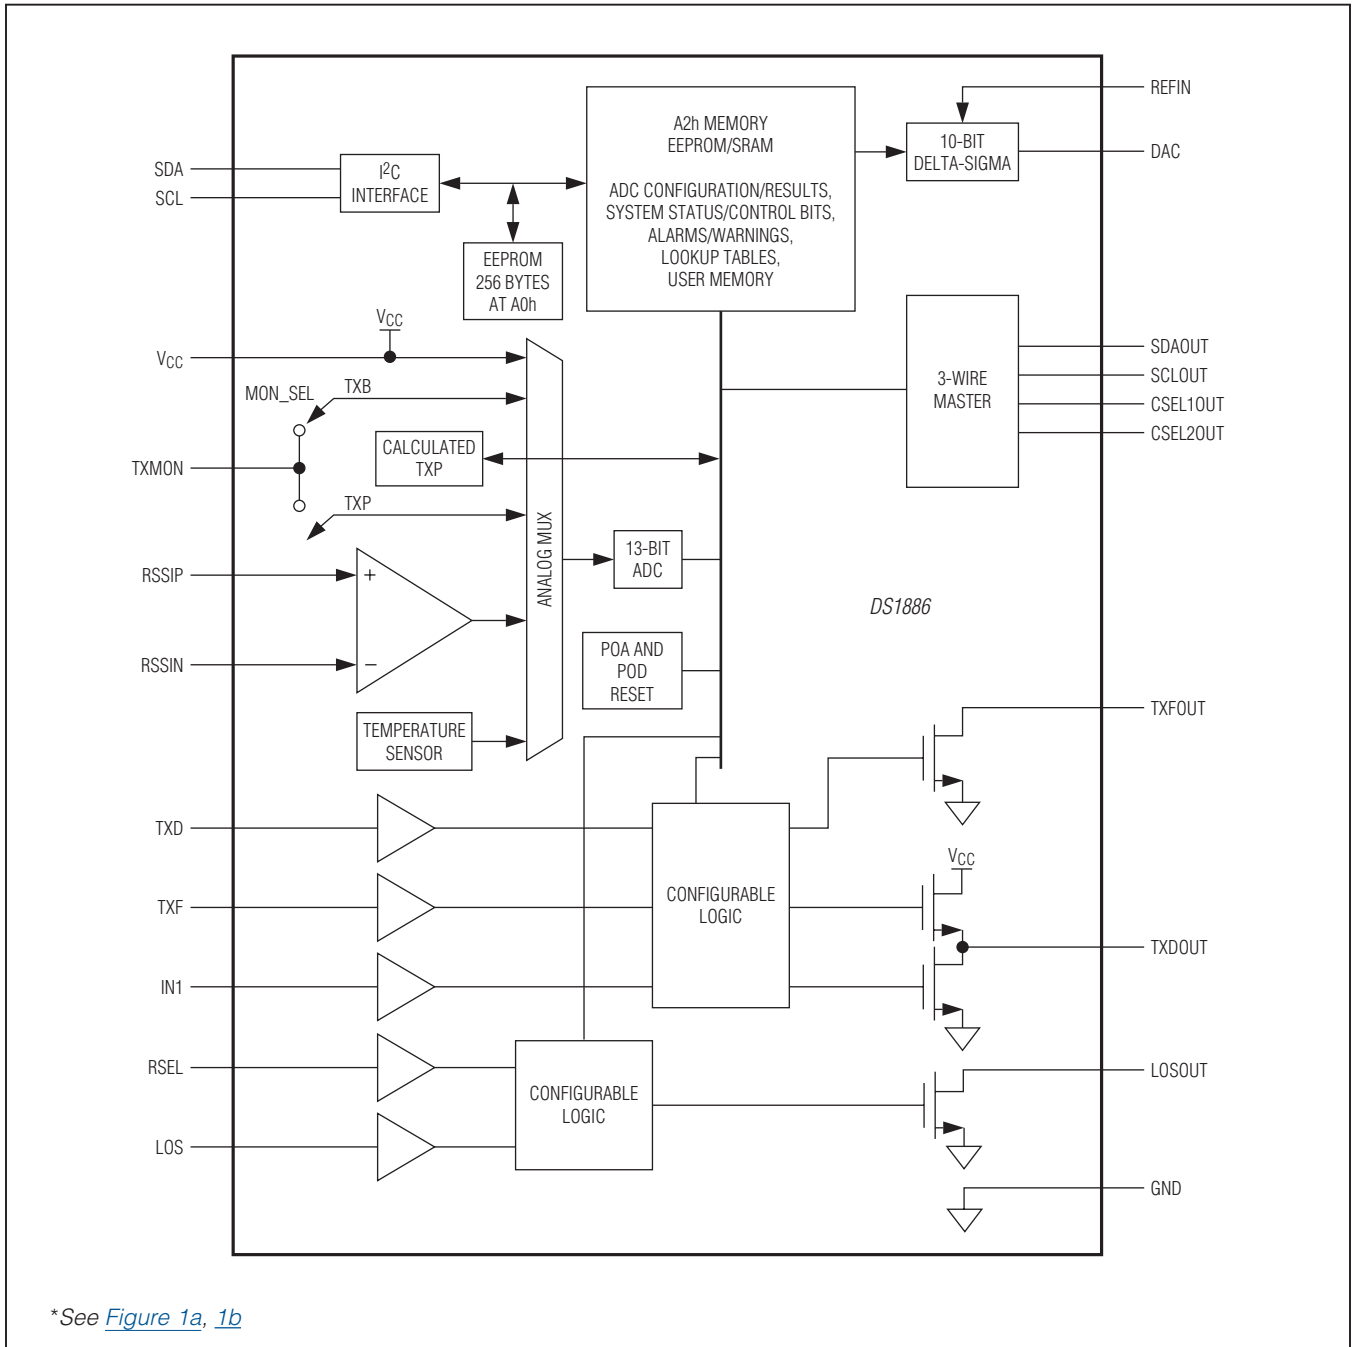 REFIN
A2h MEMORY
EEPROM/SRAM
10-BIT
DELTA-SIGMA
DAC
SDA
SCL
I2C
INTERFACE
ADC CONFIGURATION/RESULTS,
SYSTEM STATUS/CONTROL BITS,
ALARMS/WARNINGS,
LOOKUP TABLES,
USER MEMORY
EEPROM
256 BYTES
AT A0h
VCC
VCC
SDAOUT
SCLOUT
CSEL1OUT
CSEL2OUT
3-WIRE
MASTER
MON_SEL
TXB
CALCULATED
TXP
TXMON
TXP
ANALOG MUX
13-BIT
ADC
RSSIP
+
DS1886
RSSIN
−
POA AND
POD
RESET
TEMPERATURE
SENSOR
TXFOUT
TXD
VCC
TXF
CONFIGURABLE
LOGIC
TXDOUT
IN1
RSEL
LOSOUT
CONFIGURABLE
LOGIC
LOS
GND
*See Figure 1a, 1b